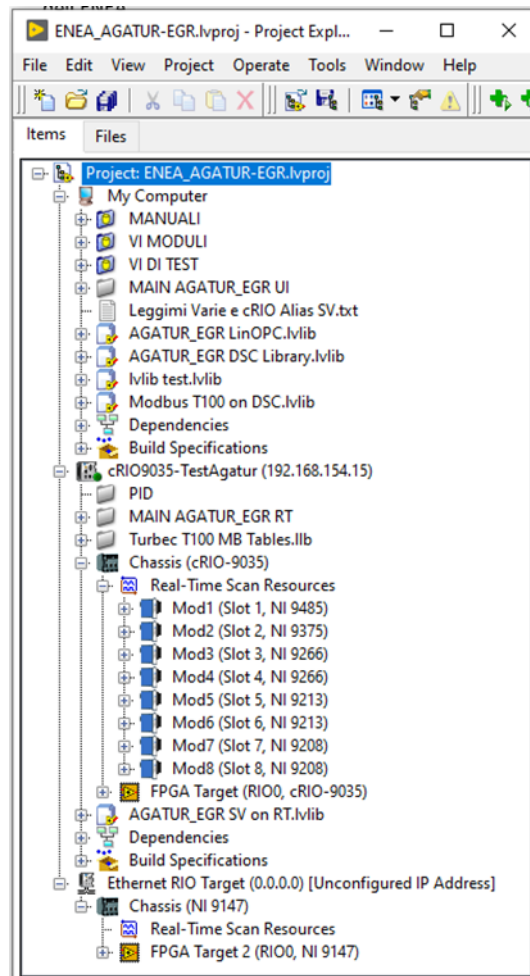 ENEA_AGATUR-EGR.lvproj - Project Expl...
File Edit View Project Operate Tools Window Help
Items Files
Project: ENEA_AGATUR-EGR.lvproj
My Computer
MANUALI
VI MODULI
VI DI TEST
MAIN AGATUR_EGR UI
Leggimi Varie e cRIO Alias SV.txt
AGATUR_EGR LinOPC.lvlib
AGATUR_EGR DSC Library.lvlib
lvlib test.lvlib
Modbus T100 on DSC.lvlib
Dependencies
Build Specifications
cRIO9035-TestAgatur (192.168.154.15)
PID
MAIN AGATUR_EGR RT
Turbec T100 MB Tables.llb
Chassis (cRIO-9035)
Real-Time Scan Resources
Mod1 (Slot 1, NI 9485)
Mod2 (Slot 2, NI 9375)
Mod3 (Slot 3, NI 9266)
Mod4 (Slot 4, NI 9266)
Mod5 (Slot 5, NI 9213)
Mod6 (Slot 6, NI 9213)
Mod7 (Slot 7, NI 9208)
Mod8 (Slot 8, NI 9208)
FPGA Target (RIO0, cRIO-9035)
AGATUR_EGR SV on RT.lvlib
Dependencies
Build Specifications
Ethernet RIO Target (0.0.0.0) [Unconfigured IP Address]
Chassis (NI 9147)
Real-Time Scan Resources
FPGA Target 2 (RIO0, NI 9147)